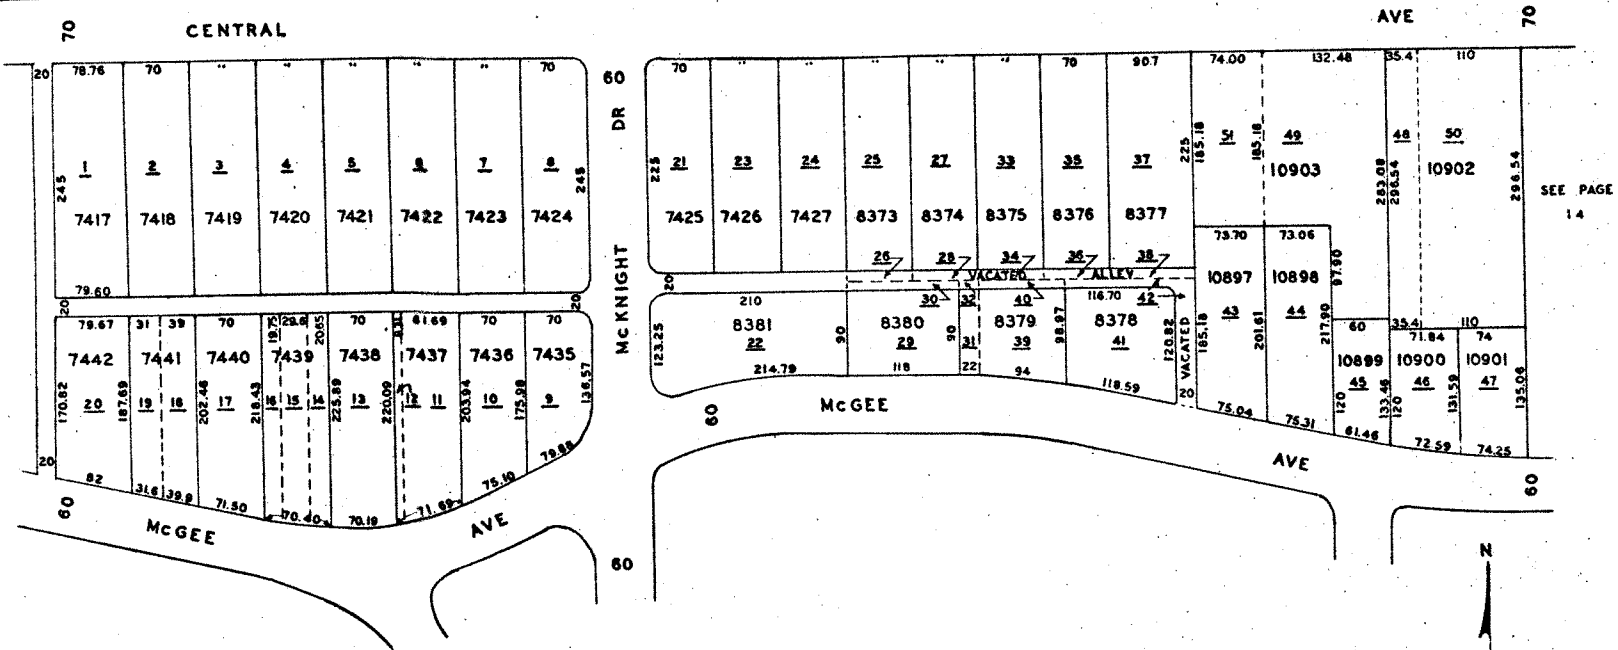 70 CENTRAL AVE 70
20 78.76 70 " " " " " 70 60 70 " " " " " 70 90.7 74.00 132.48 35.4 110
DR
1 2 3 4 5 6 7 8 21 23 24 25 27 33 35 37 51 49 48 50
245 245 225 225 185.18 185.18 10903 283.08 296.54 10902 296.54 SEE PAGE
14
7417 7418 7419 7420 7421 7422 7423 7424 7425 7426 7427 8373 8374 8375 8376 8377
73.70 73.06
26 28 34 36 38
McKNIGHT
20 VACATED ALLEY 10897 10898 97.90
79.60
20 20 210 30 32 40 116.70 42 43 44
79.67 31 39 70 19.75 29.6 20.65 70 8.31 61.69 70 70
8381 8380 8379 8378 60 35.4 110
123.25 22 90 29 90 31 39 98.97 41 120.82 VACATED 185.18 201.61 217.90 71.84 74
7442 7441 7440 7439 7438 7437 7436 7435 10899 10900 10901
214.79 118 22 94 118.59 20
170.82 20 187.69 19 18 202.46 17 218.43 16 15 14 225.89 13 220.09 12 11 203.94 10 175.98 9 136.57
45 46 47
120 133.46 120 131.59 135.06
60 McGEE 75.04 75.31 61.46 72.59 74.25
20 79.88
82 31.6 39.9 71.50 70.40 70.19 71.69 75.10
AVE 60
60 McGEE AVE
60
N